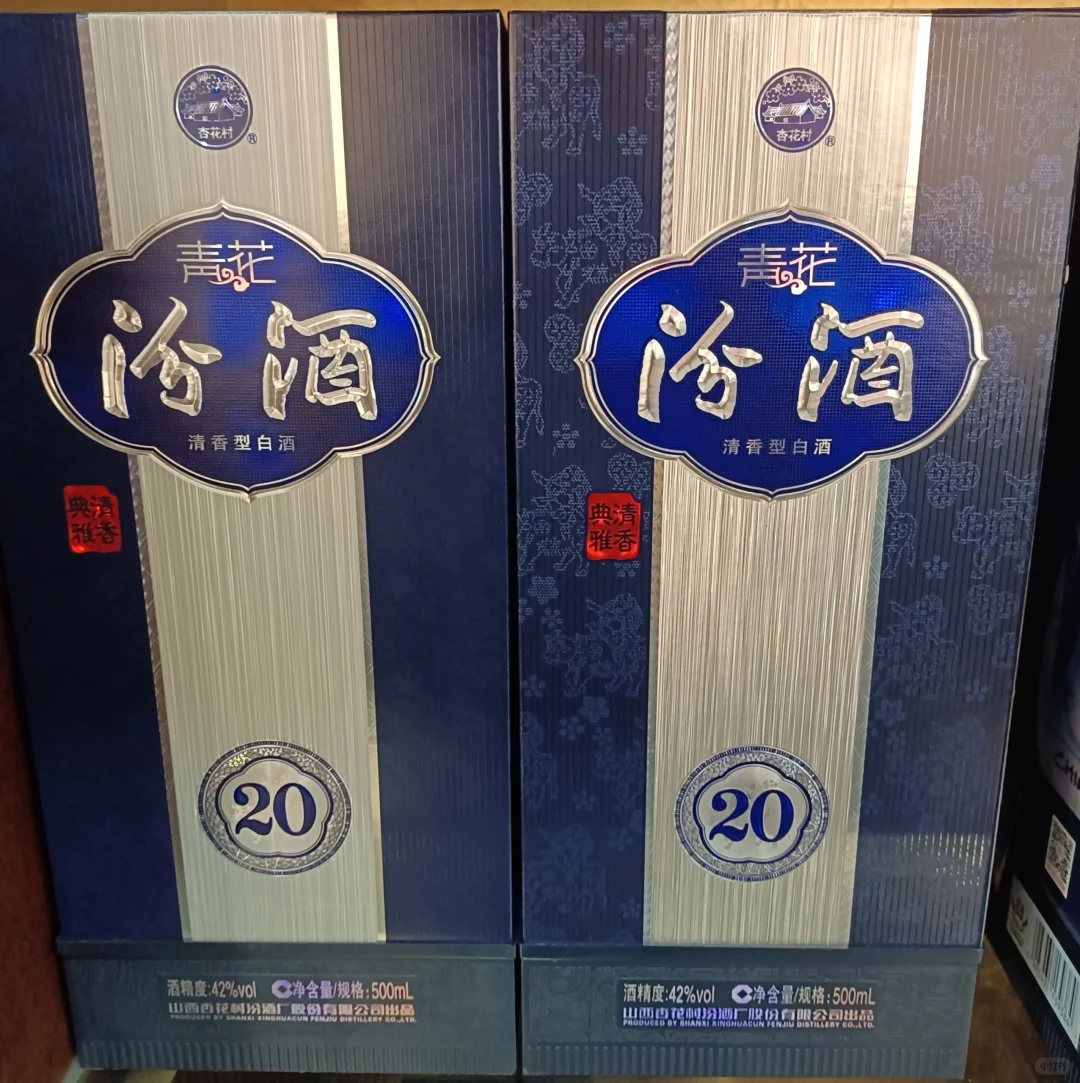 杏花村®
青花
汾酒
清香型白酒
清香
典雅
20
酒精度:42%vol 净含量/规格:500mL
山西杏花村汾酒厂股份有限公司出品
PRODUCED BY SHANXI XINGHUACUN FENJIU DISTILLERY CO.,LTD.
杏花村®
青花
汾酒
清香型白酒
清香
典雅
20
酒精度:42%vol 净含量/规格:500mL
山西杏花村汾酒厂股份有限公司出品
PRODUCED BY SHANXI XINGHUACUN FENJIU DISTILLERY CO.,LTD.
CHI
小红书